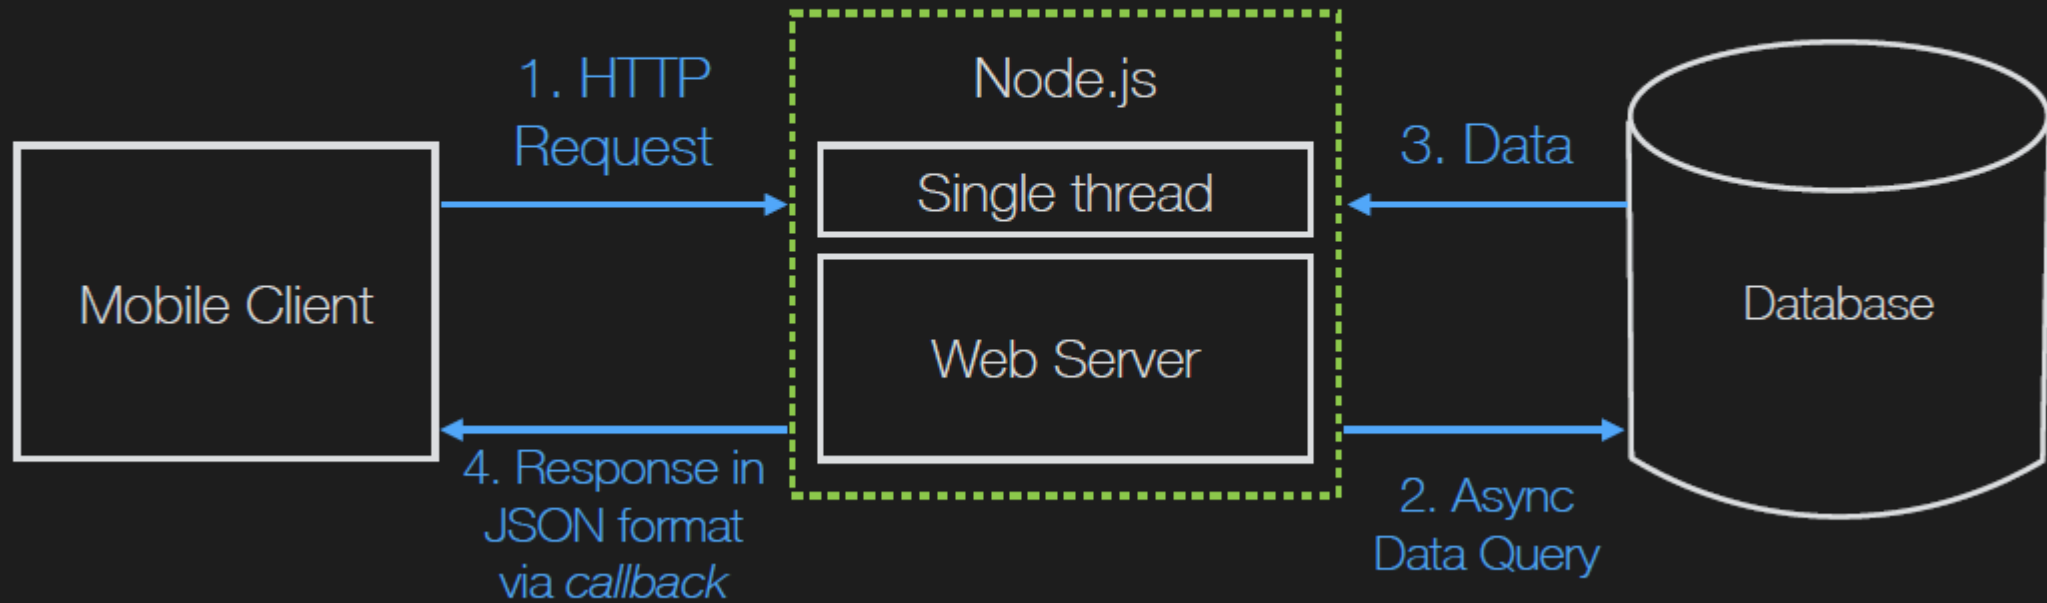 1. HTTP
Request
Node.js
Single thread
Web Server
Mobile Client
3. Data
Database
4. Response in
JSON format
via callback
2. Async
Data Query